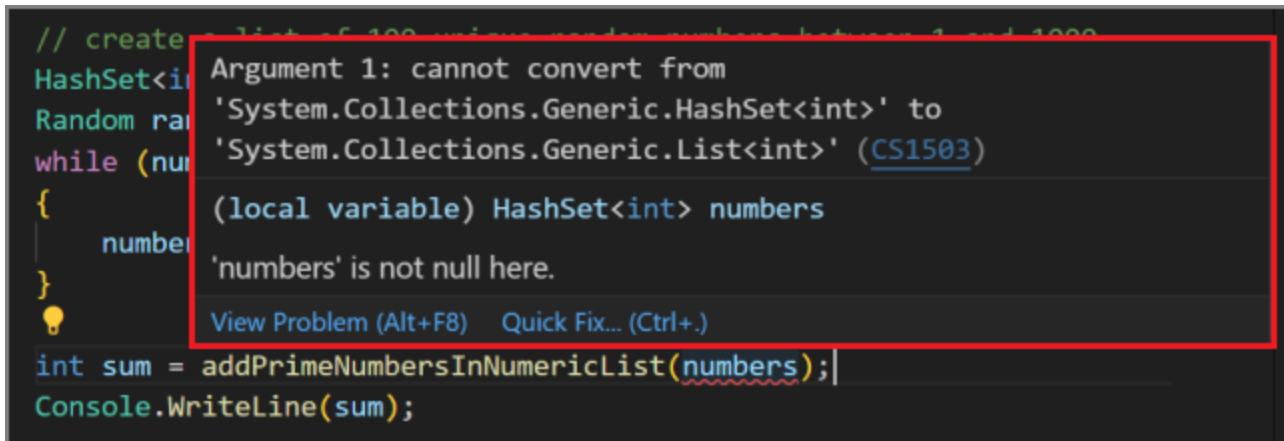 // create
HashSet<i
Random ra
while (nu
{
numbe
}
Argument 1: cannot convert from
'System.Collections.Generic.HashSet<int>' to
'System.Collections.Generic.List<int>' (CS1503)
(local variable) HashSet<int> numbers
'numbers' is not null here.
View Problem (Alt+F8) Quick Fix... (Ctrl+.)
int sum = addPrimeNumbersInNumericList(numbers);
Console.WriteLine(sum);